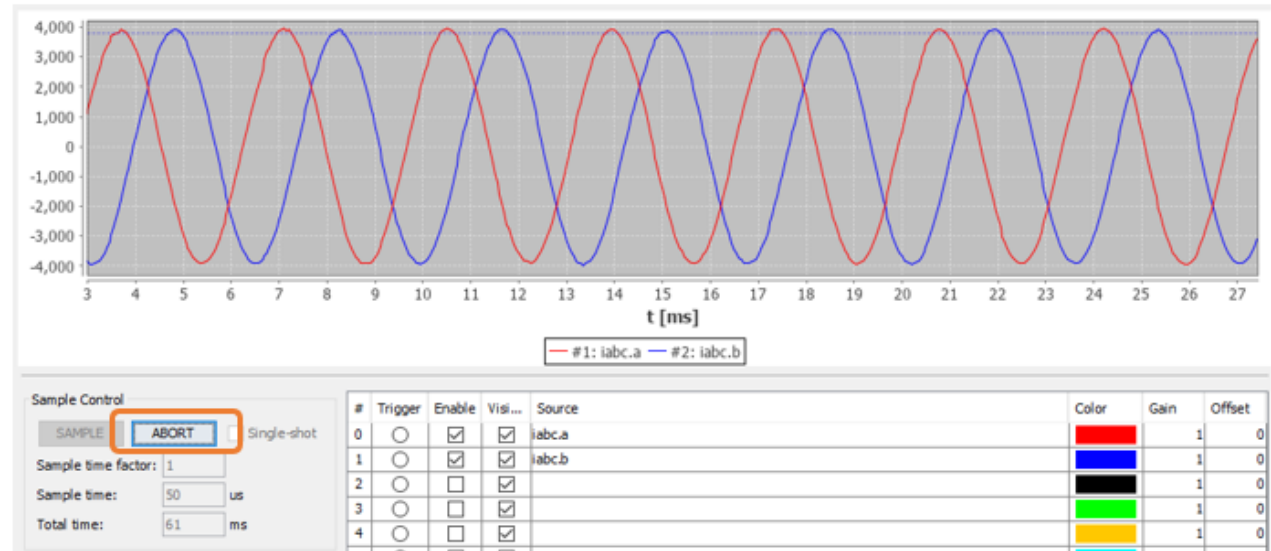 4,000
3,000
2,000
1,000
0
-1,000
-2,000
-3,000
-4,000
3 4 5 6 7 8 9 10 11 12 13 14 15 16 17 18 19 20 21 22 23 24 25 26 27
t [ms]
#1: iabc.a #2: iabc.b
Sample Control
SAMPLE ABORT Single-shot
Sample time factor: 1
Sample time: 50 us
Total time: 61 ms
# Trigger Enable Visi... Source Color Gain Offset
0 iabc.a 1 0
1 iabc.b 1 0
2 1 0
3 1 0
4 1 0